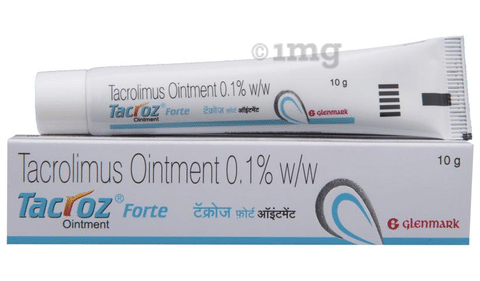 ©1mg
Tacrolimus Ointment 0.1% w/w 10 g
Tacroz Forte टॅक्रोज फोर्ट ऑइंटमेंट
Ointment
G Glenmark
Tacrolimus Ointment 0.1% w/w 10 g
Tacroz® Forte टॅक्रोज फोर्ट ऑइंटमेंट
Ointment
G Glenmark